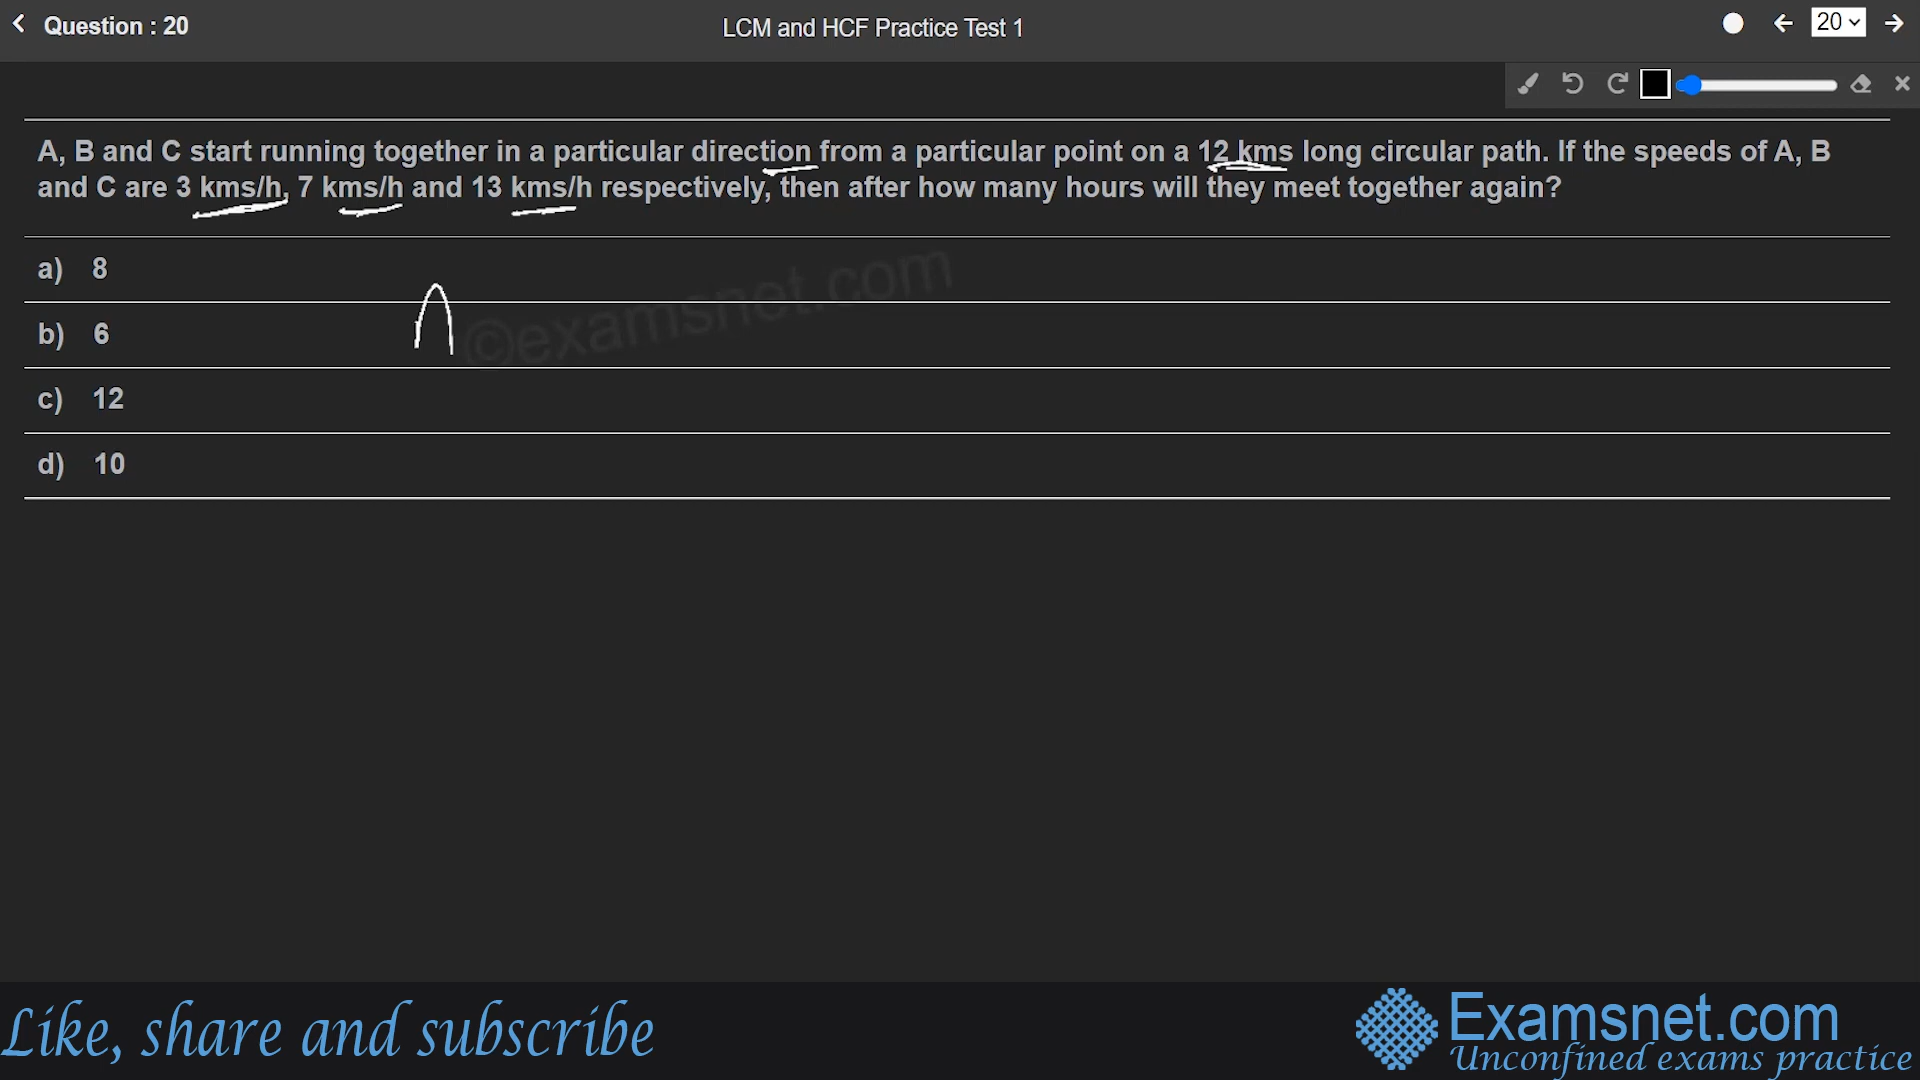 Question : 20
LCM and HCF Practice Test 1
20
A, B and C start running together in a particular direction from a particular point on a 12 kms long circular path. If the speeds of A, B
and C are 3 kms/h, 7 kms/h and 13 kms/h respectively, then after how many hours will they meet together again?
a) 8
b) 6
c) 12
d) 10
©examsnet.com
Like, share and subscribe
Examsnet.com
Unconfined exams practice